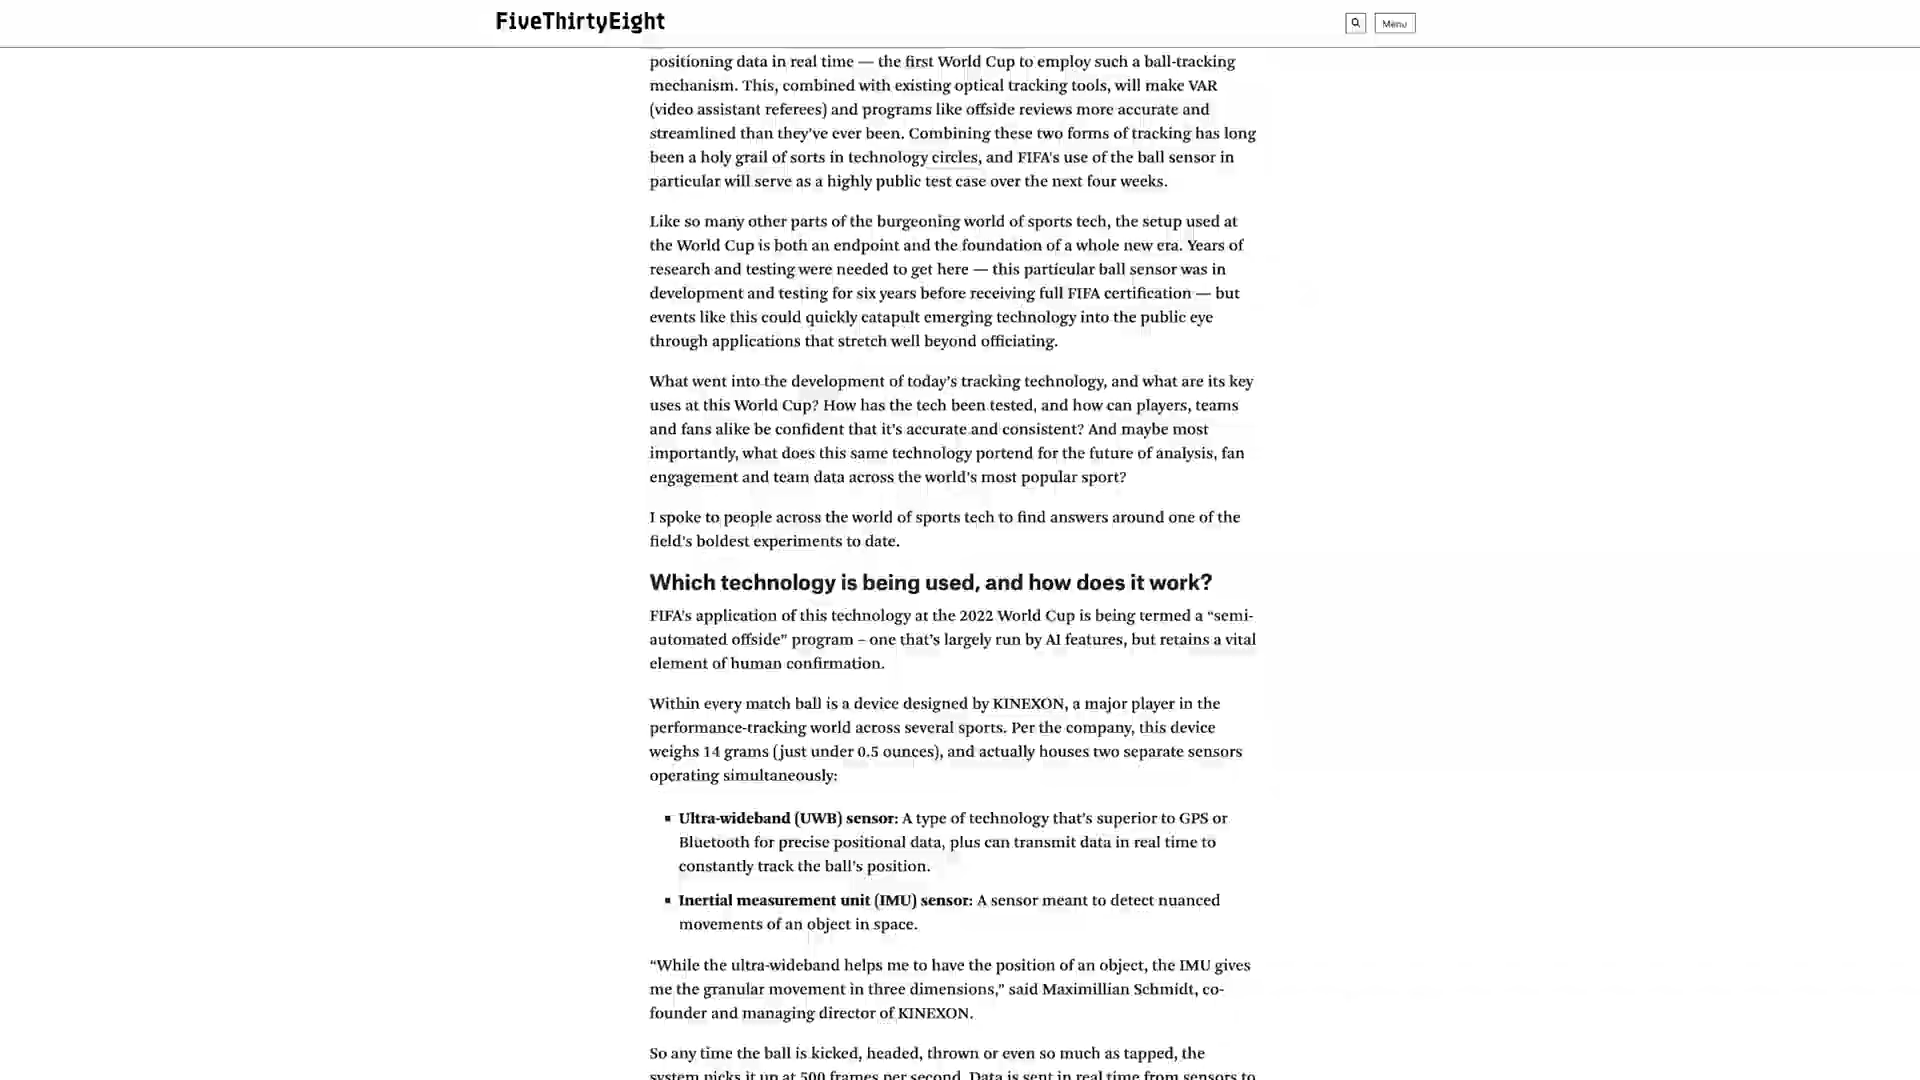 FiveThirtyEight
Menu
positioning data in real time — the first World Cup to employ such a ball-tracking
mechanism. This, combined with existing optical tracking tools, will make VAR
(video assistant referees) and programs like offside reviews more accurate and
streamlined than they've ever been. Combining these two forms of tracking has long
been a holy grail of sorts in technology circles, and FIFA's use of the ball sensor in
particular will serve as a highly public test case over the next four weeks.
Like so many other parts of the burgeoning world of sports tech, the setup used at
the World Cup is both an endpoint and the foundation of a whole new era. Years of
research and testing were needed to get here — this particular ball sensor was in
development and testing for six years before receiving full FIFA certification — but
events like this could quickly catapult emerging technology into the public eye
through applications that stretch well beyond officiating.
What went into the development of today's tracking technology, and what are its key
uses at this World Cup? How has the tech been tested, and how can players, teams
and fans alike be confident that it's accurate and consistent? And maybe most
importantly, what does this same technology portend for the future of analysis, fan
engagement and team data across the world's most popular sport?
I spoke to people across the world of sports tech to find answers around one of the
field's boldest experiments to date.
Which technology is being used, and how does it work?
FIFA's application of this technology at the 2022 World Cup is being termed a “semi-
automated offside” program – one that's largely run by AI features, but retains a vital
element of human confirmation.
Within every match ball is a device designed by KINEXON, a major player in the
performance-tracking world across several sports. Per the company, this device
weighs 14 grams (just under 0.5 ounces), and actually houses two separate sensors
operating simultaneously:
▪ Ultra-wideband (UWB) sensor: A type of technology that's superior to GPS or
Bluetooth for precise positional data, plus can transmit data in real time to
constantly track the ball's position.
▪ Inertial measurement unit (IMU) sensor: A sensor meant to detect nuanced
movements of an object in space.
“While the ultra-wideband helps me to have the position of an object, the IMU gives
me the granular movement in three dimensions,” said Maximillian Schmidt, co-
founder and managing director of KINEXON.
So any time the ball is kicked, headed, thrown or even so much as tapped, the
system picks it up at 500 frames per second. Data is sent in real time from sensors to